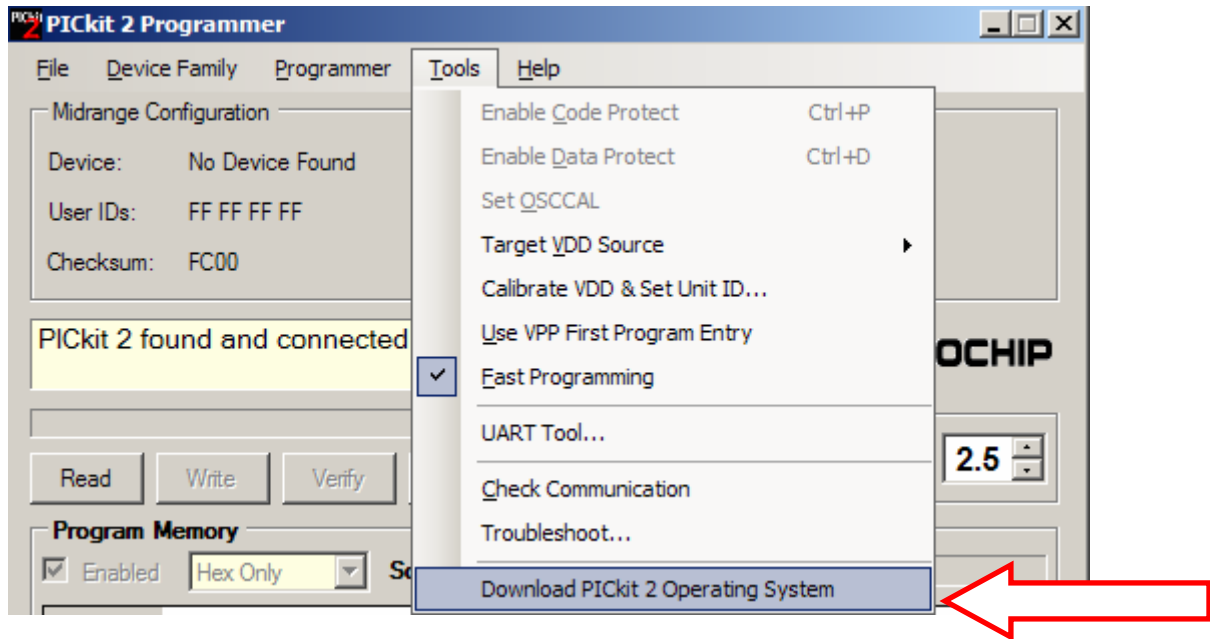 PICkit 2 Programmer
File Device Family Programmer Tools Help
Midrange Configuration
Device: No Device Found
User IDs: FF FF FF FF
Checksum: FC00
PICkit 2 found and connected
OCHIP
Read Write Verify
2.5
Program Memory
Enabled Hex Only
Enable Code Protect Ctrl+P
Enable Data Protect Ctrl+D
Set OSCCAL
Target VDD Source
Calibrate VDD & Set Unit ID...
Use VPP First Program Entry
Fast Programming
UART Tool...
Check Communication
Troubleshoot...
Download PICkit 2 Operating System